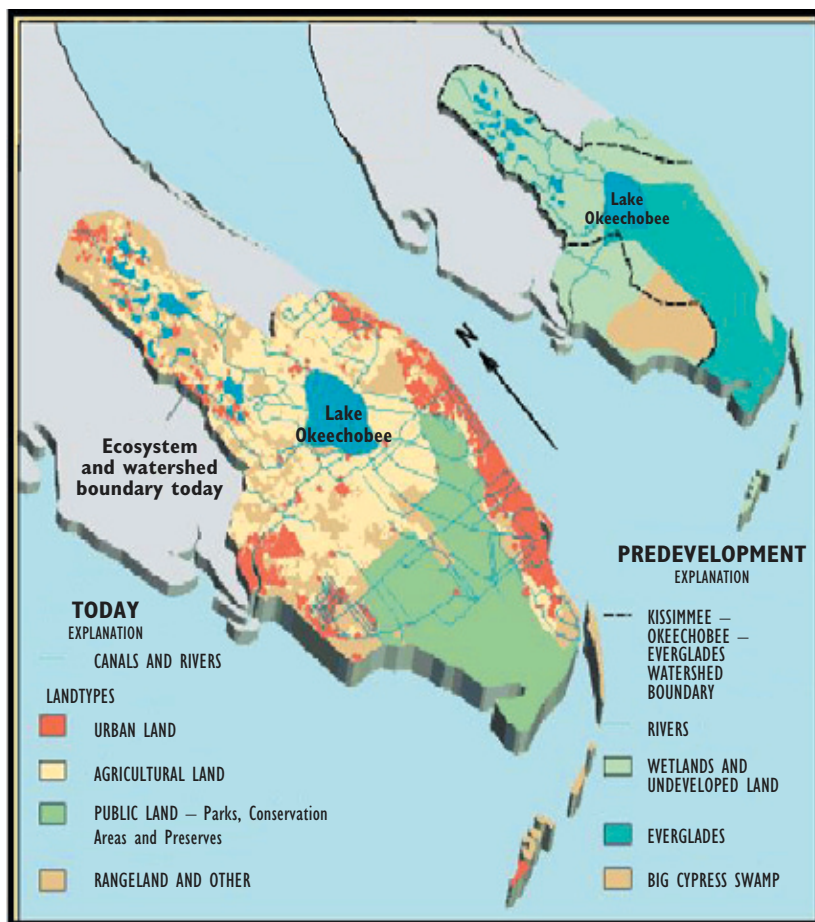 Lake
Okeechobee
N
Lake
Okeechobee
Ecosystem
and watershed
boundary today
TODAY
EXPLANATION
CANALS AND RIVERS
LANDTYPES
URBAN LAND
AGRICULTURAL LAND
PUBLIC LAND – Parks, Conservation
Areas and Preserves
RANGELAND AND OTHER
PREDEVELOPMENT
EXPLANATION
KISSIMMEE –
OKEECHOBEE –
EVERGLADES
WATERSHED
BOUNDARY
RIVERS
WETLANDS AND
UNDEVELOPED LAND
EVERGLADES
BIG CYPRESS SWAMP